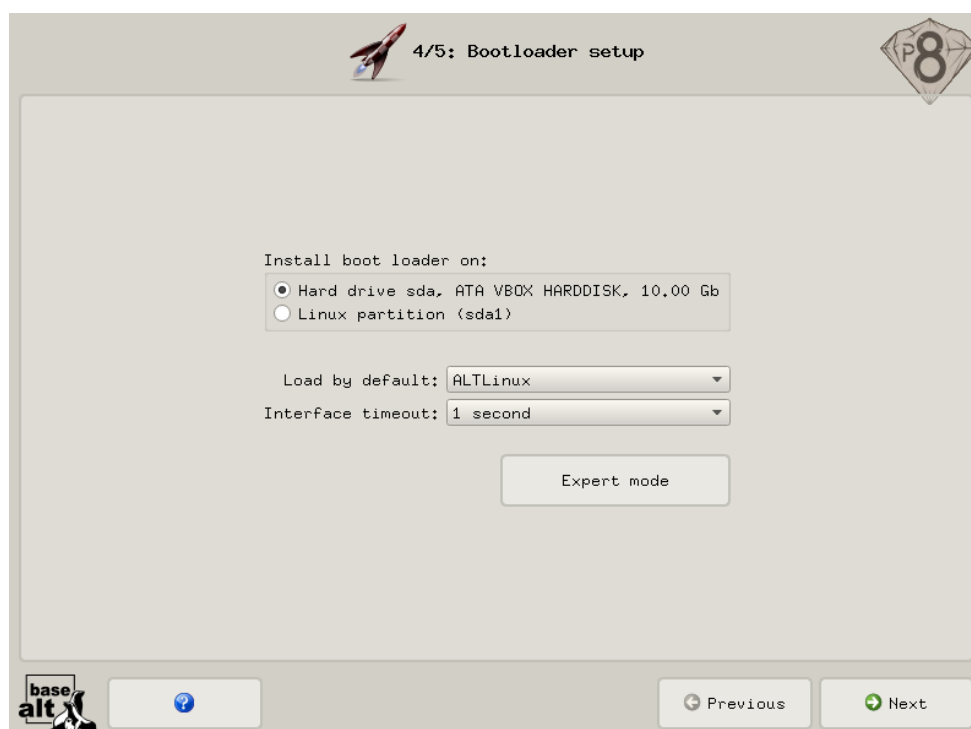 4/5: Bootloader setup
P8
Install boot loader on:
Hard drive sda, ATA VBOX HARDDISK, 10.00 Gb
Linux partition (sda1)
Load by default: ALTLinux
Interface timeout: 1 second
Expert mode
base
alt
?
Previous
Next